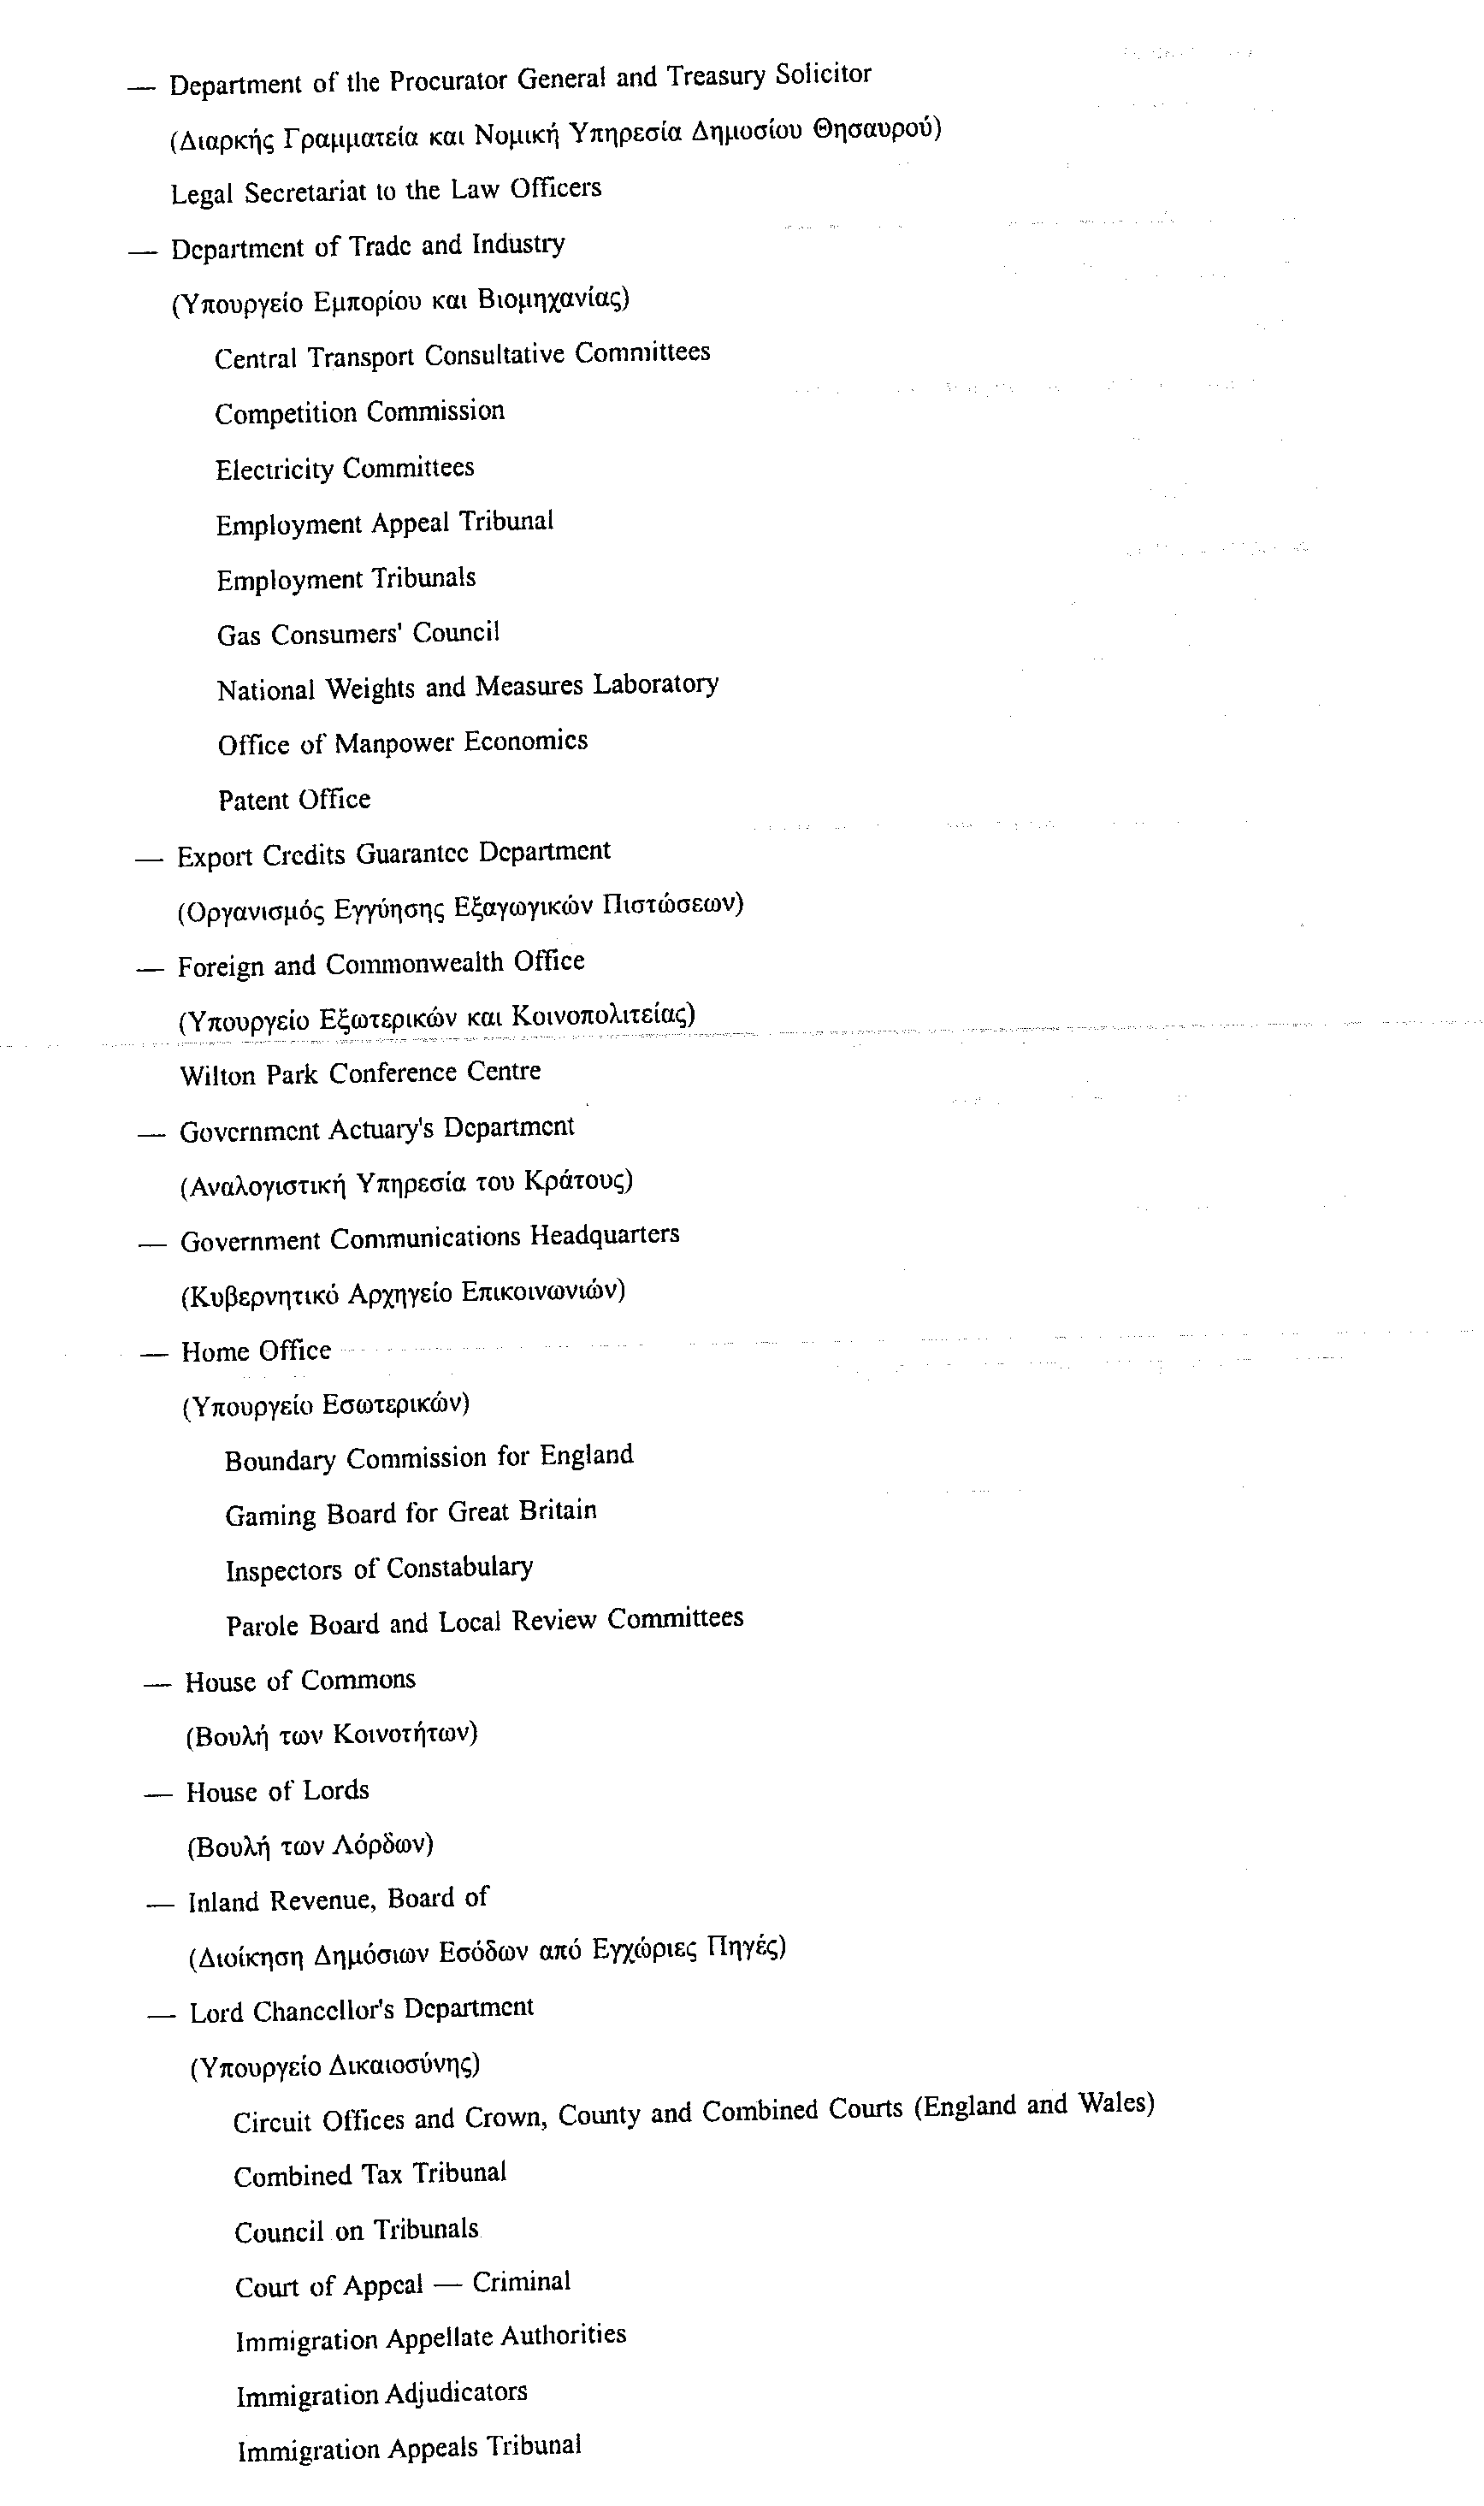 — Department of the Procurator General and Treasury Solicitor
(Διαρκής Γραμματεία και Νομική Υπηρεσία Δημοσίου Θησαυρού)
Legal Secretariat to the Law Officers
— Department of Trade and Industry
(Υπουργείο Εμπορίου και Βιομηχανίας)
Central Transport Consultative Committees
Competition Commission
Electricity Committees
Employment Appeal Tribunal
Employment Tribunals
Gas Consumers' Council
National Weights and Measures Laboratory
Office of Manpower Economics
Patent Office
— Export Credits Guarantee Department
(Οργανισμός Εγγύησης Εξαγωγικών Πιστώσεων)
— Foreign and Commonwealth Office
(Υπουργείο Εξωτερικών και Κοινοπολιτείας)
Wilton Park Conference Centre
— Government Actuary's Department
(Αναλογιστική Υπηρεσία του Κράτους)
— Government Communications Headquarters
(Κυβερνητικό Αρχηγείο Επικοινωνιών)
— Home Office
(Υπουργείο Εσωτερικών)
Boundary Commission for England
Gaming Board for Great Britain
Inspectors of Constabulary
Parole Board and Local Review Committees
— House of Commons
(Βουλή των Κοινοτήτων)
— House of Lords
(Βουλή των Λόρδων)
— Inland Revenue, Board of
(Διοίκηση Δημόσιων Εσόδων από Εγχώριες Πηγές)
— Lord Chancellor's Department
(Υπουργείο Δικαιοσύνης)
Circuit Offices and Crown, County and Combined Courts (England and Wales)
Combined Tax Tribunal
Council on Tribunals
Court of Appeal — Criminal
Immigration Appellate Authorities
Immigration Adjudicators
Immigration Appeals Tribunal